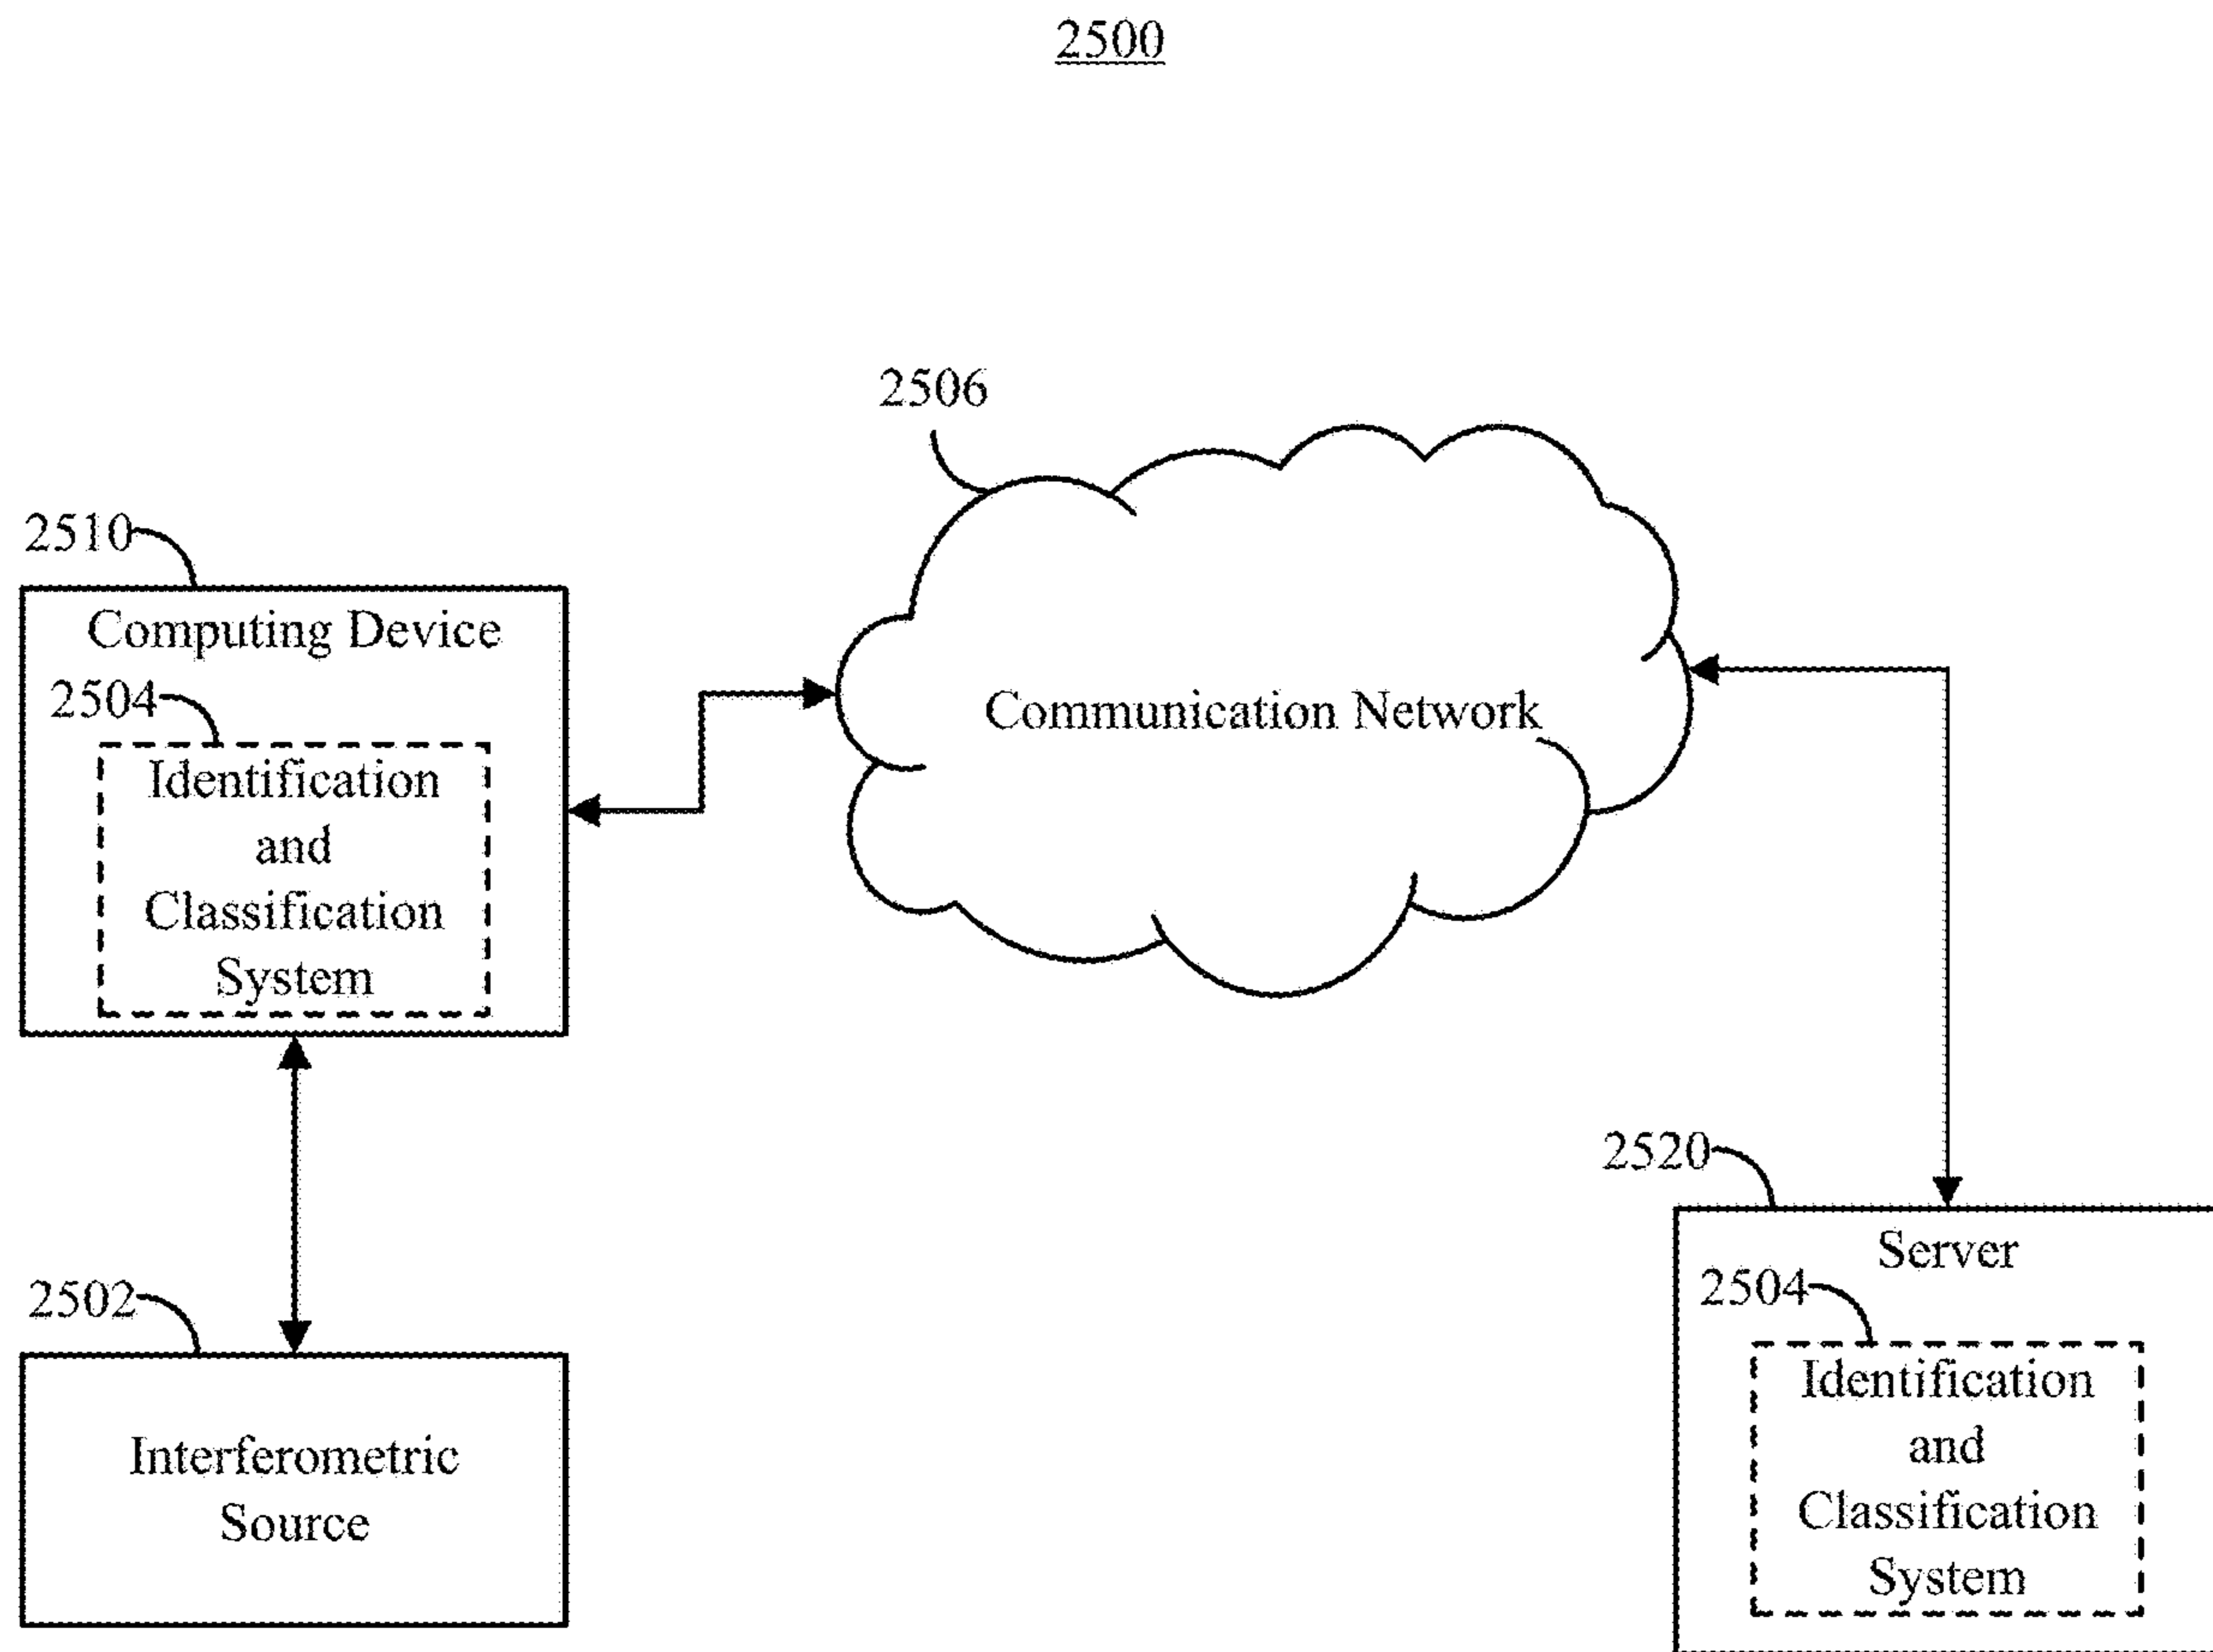 2500
2506
2510
Computing Device
2504
Identification
and
Classification
System
Communication Network
2502
Interferometric
Source
2520
Server
2504
Identification
and
Classification
System